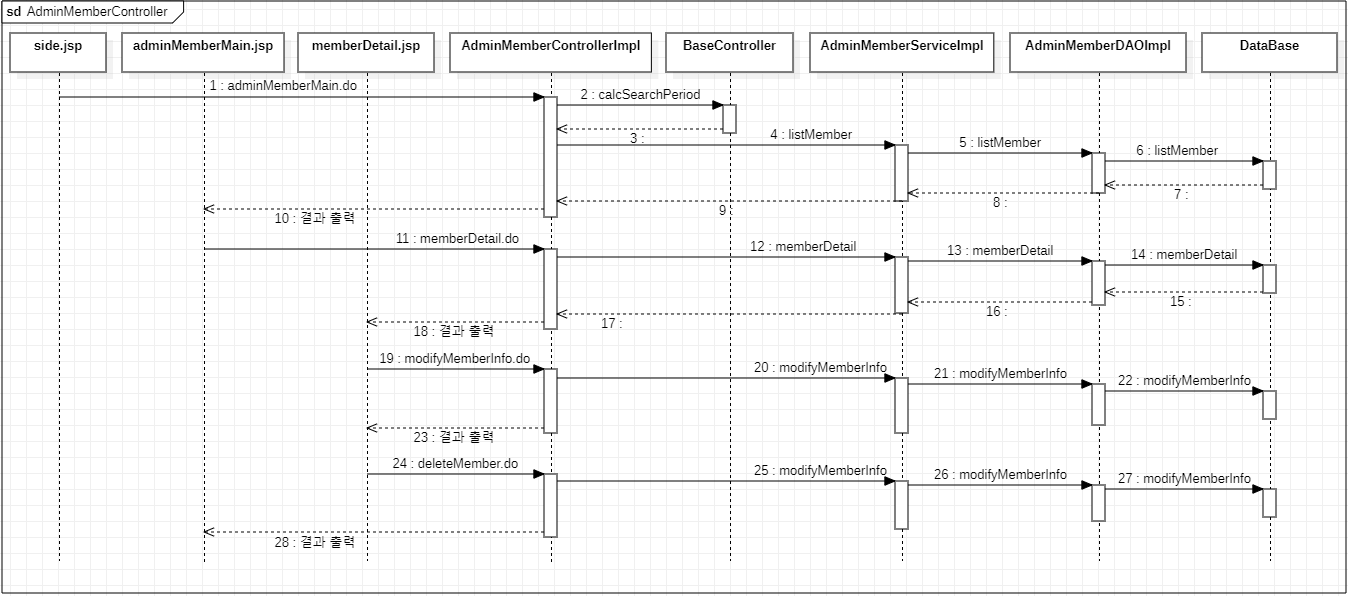 sd AdminMemberController
side.jsp
adminMemberMain.jsp
memberDetail.jsp
AdminMemberControllerImpl
BaseController
AdminMemberServiceImpl
AdminMemberDAOImpl
DataBase
1 : adminMemberMain.do
2 : calcSearchPeriod
3 :
4 : listMember
5 : listMember
6 : listMember
7 :
8 :
9 :
10 : 결과 출력
11 : memberDetail.do
12 : memberDetail
13 : memberDetail
14 : memberDetail
15 :
16 :
17 :
18 : 결과 출력
19 : modifyMemberInfo.do
20 : modifyMemberInfo
21 : modifyMemberInfo
22 : modifyMemberInfo
23 : 결과 출력
24 : deleteMember.do
25 : modifyMemberInfo
26 : modifyMemberInfo
27 : modifyMemberInfo
28 : 결과 출력